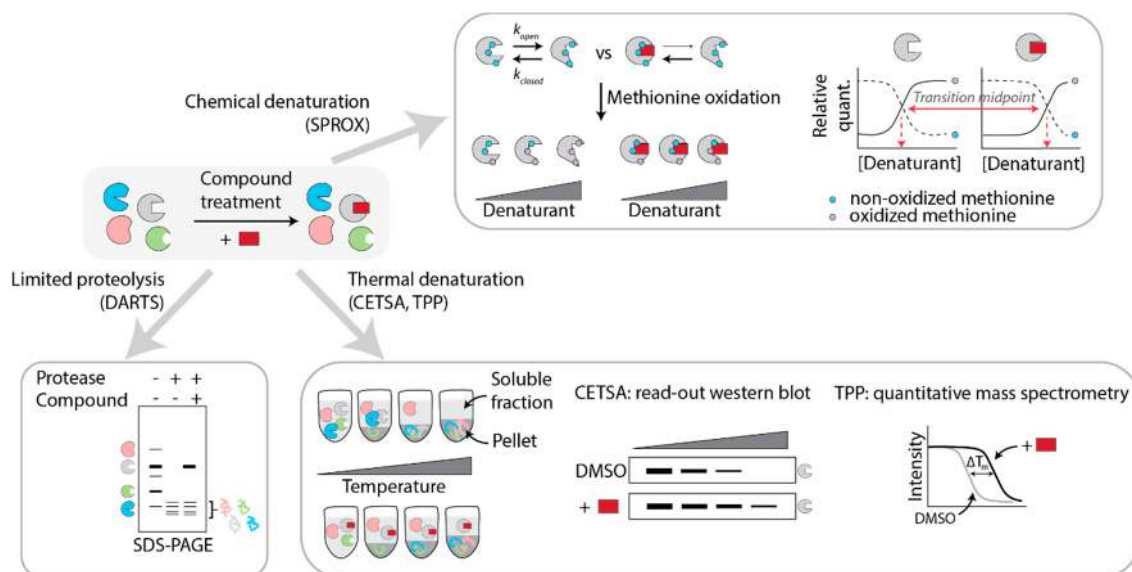 Chemical denaturation
(SPROX)
Compound
treatment
+
Limited proteolysis
(DARTS)
Thermal denaturation
(CETSA, TPP)
k open
k closed
vs
Methionine oxidation
Denaturant
Denaturant
Relative
quant.
Transition midpoint
[Denaturant]
[Denaturant]
non-oxidized methionine
oxidized methionine
Protease - + +
Compound - - +
SDS-PAGE
Soluble
fraction
Pellet
Temperature
CETSA: read-out western blot
DMSO
+
TPP: quantitative mass spectrometry
Intensity
ΔTm
+
DMSO